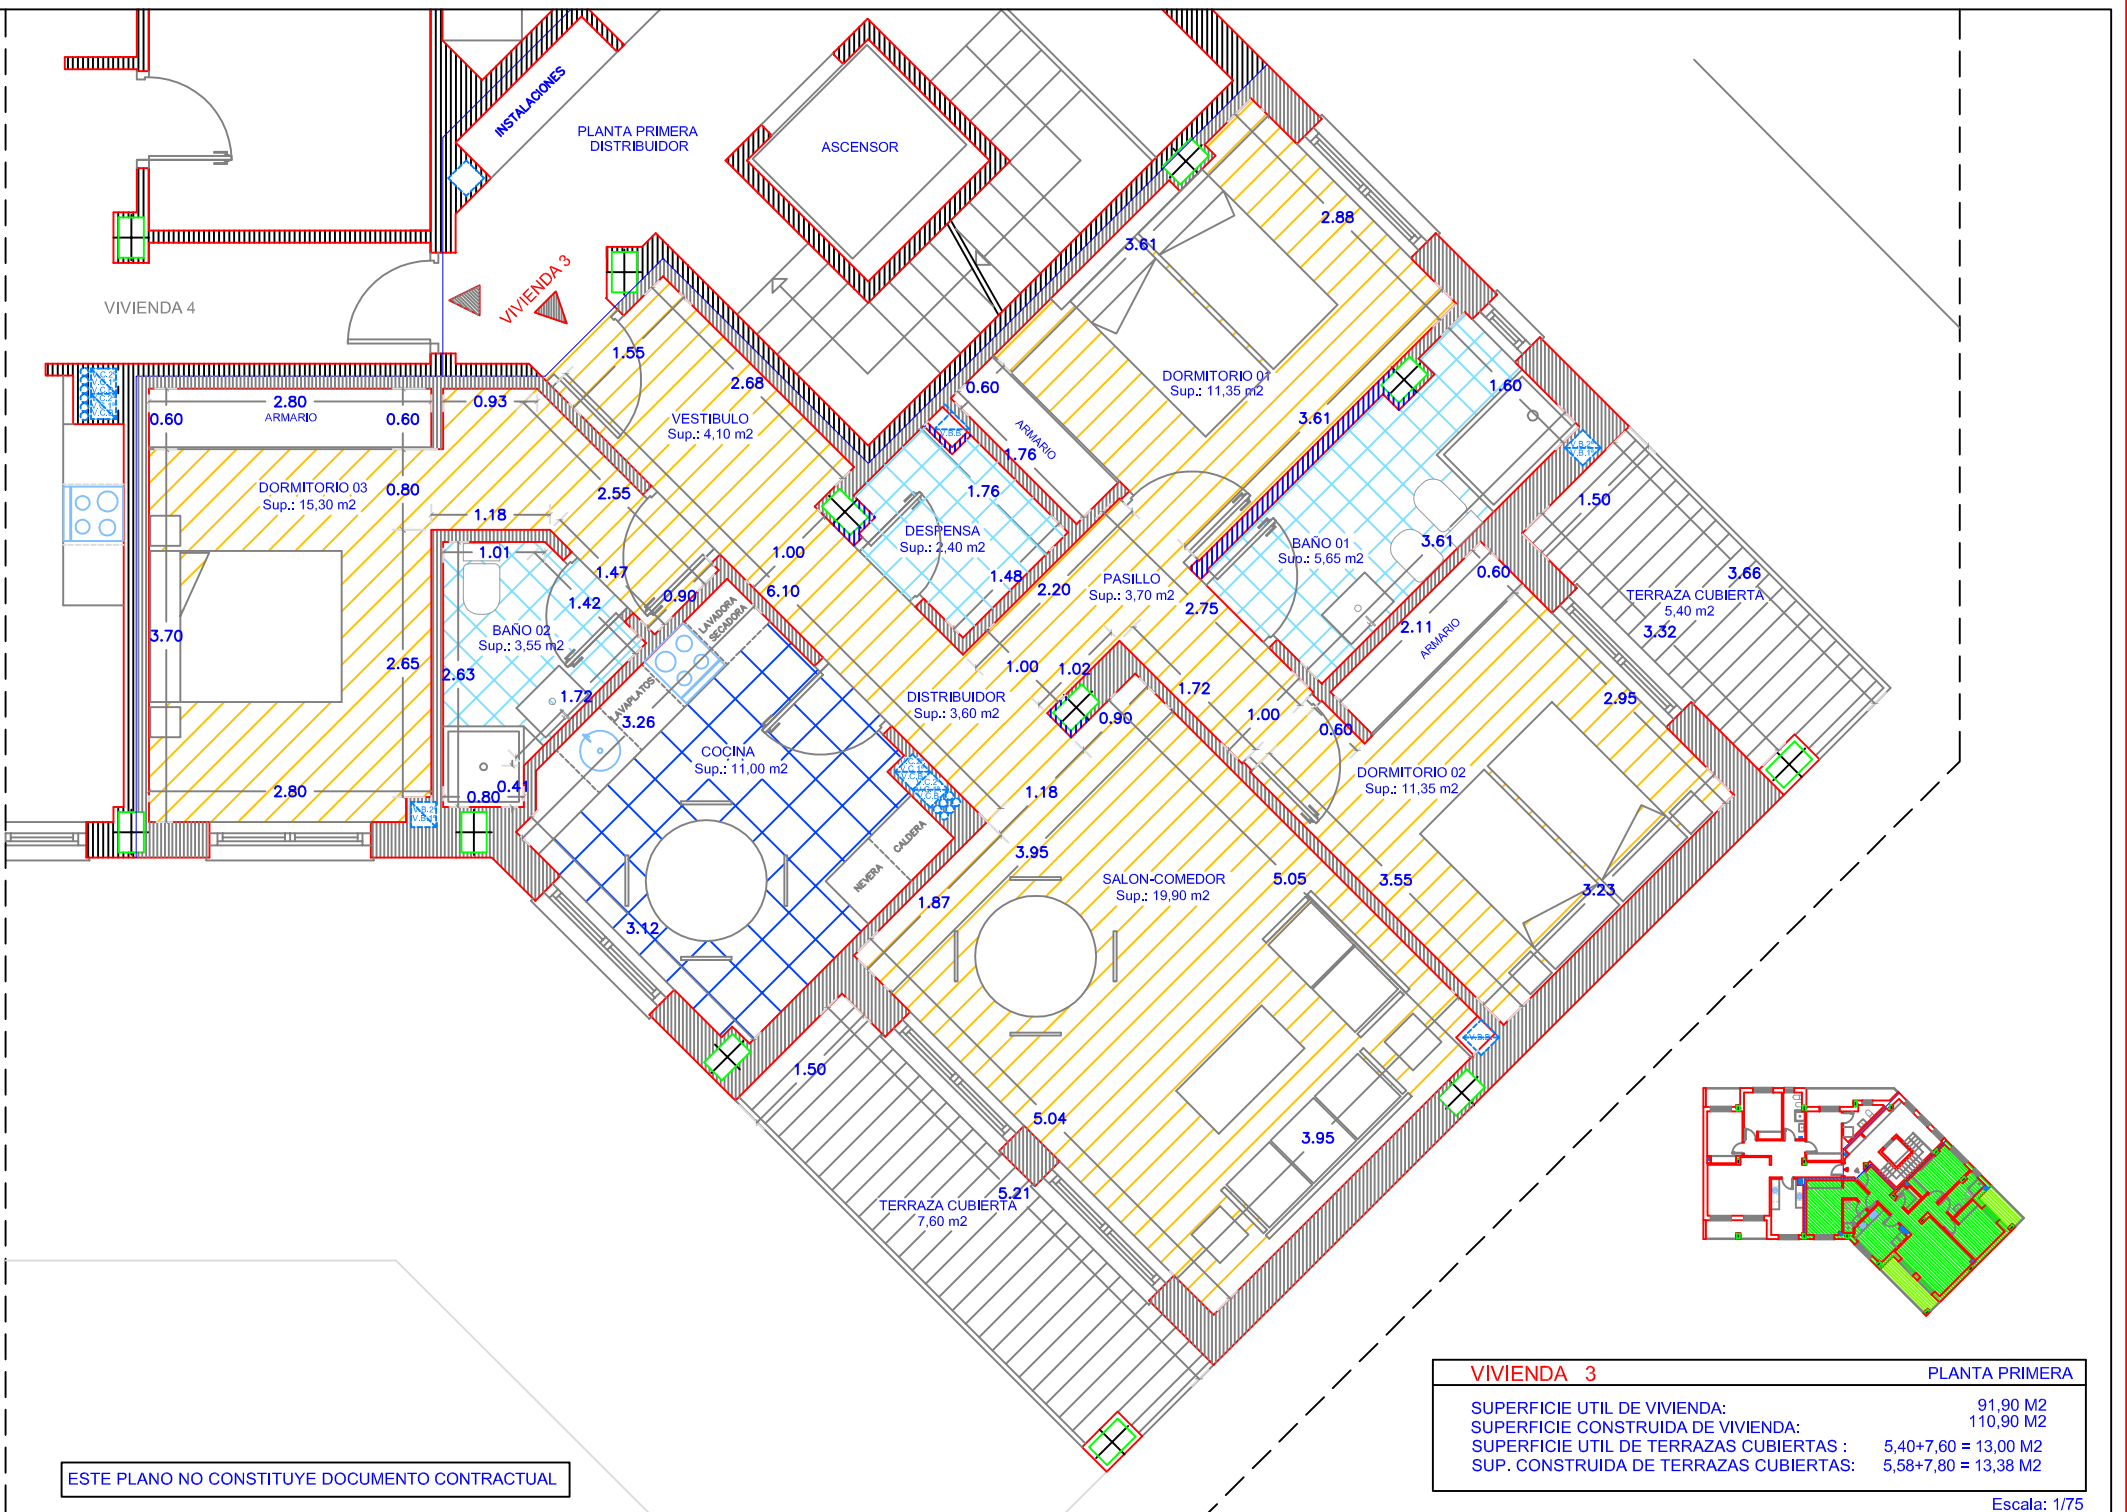 INSTALACIONES
PLANTA PRIMERA
DISTRIBUIDOR
ASCENSOR
VIVIENDA 4
VIVIENDA 3
2.88
3.61
1.55
2.68
0.60
DORMITORIO 01
Sup.: 11,35 m2
1.60
3.61
2.80
ARMARIO
0.60
0.60
0.93
VESTIBULO
Sup.: 4,10 m2
ARMARIO
1.76
1.76
DORMITORIO 03
Sup.: 15,30 m2
0.80
2.55
1.18
1.50
DESPENSA
Sup.: 2,40 m2
1.48
BAÑO 01
Sup.: 5,65 m2
3.61
0.60
1.01
1.47
1.42
1.00
6.10
0.90
LAVADORA
SECADORA
2.20
PASILLO
Sup.: 3,70 m2
2.75
3.66
TERRAZA CUBIERTA
5,40 m2
3.32
2.11
ARMARIO
3.70
BAÑO 02
Sup.: 3,55 m2
2.65
2.63
1.72
LAVAPLATOS
3.26
1.00
1.02
DISTRIBUIDOR
Sup.: 3,60 m2
0.90
1.72
1.00
0.60
2.95
COCINA
Sup.: 11,00 m2
DORMITORIO 02
Sup.: 11,35 m2
2.80
0.80
0.41
1.18
CALDERA
NEVERA
3.95
SALON-COMEDOR
Sup.: 19,90 m2
5.05
3.55
3.23
1.87
3.12
1.50
5.04
3.95
5.21
TERRAZA CUBIERTA
7,60 m2
VIVIENDA 3
PLANTA PRIMERA
SUPERFICIE UTIL DE VIVIENDA: 91,90 M2
SUPERFICIE CONSTRUIDA DE VIVIENDA: 110,90 M2
SUPERFICIE UTIL DE TERRAZAS CUBIERTAS : 5,40+7,60 = 13,00 M2
SUP. CONSTRUIDA DE TERRAZAS CUBIERTAS: 5,58+7,80 = 13,38 M2
ESTE PLANO NO CONSTITUYE DOCUMENTO CONTRACTUAL
Escala: 1/75